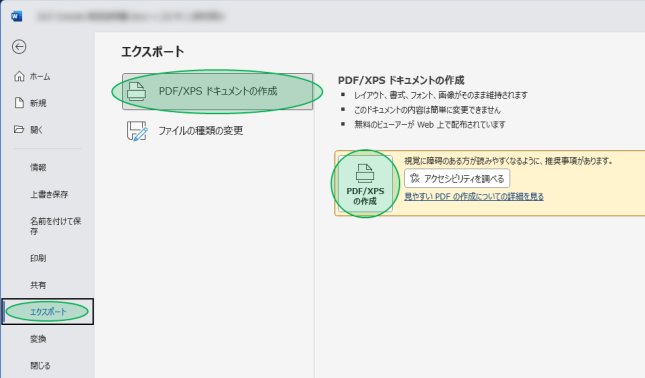 エクスポート
ホーム
新規
開く
情報
上書き保存
名前を付けて保
存
印刷
共有
エクスポート
変換
閉じる
PDF/XPS ドキュメントの作成
ファイルの種類の変更
PDF/XPS ドキュメントの作成
レイアウト、書式、フォント、画像がそのまま維持されます
このドキュメントの内容は簡単に変更できません
無料のビューアーが Web 上で配布されています
PDF/XPS
の作成
視覚に障碍のある方が読みやすくなるように、推奨事項があります。
アクセシビリティを調べる
見やすい PDF の作成についての詳細を見る